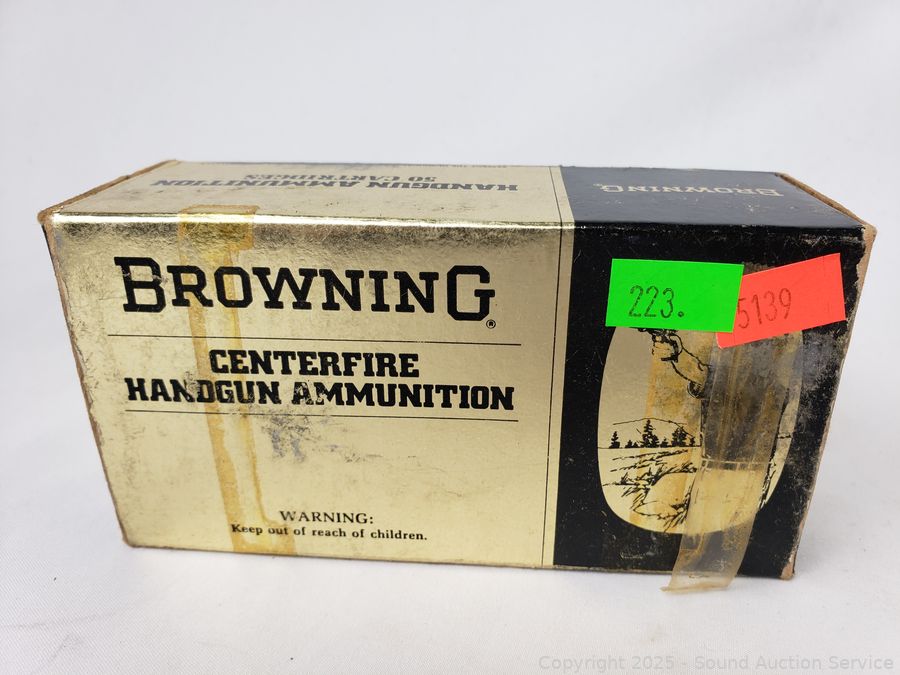 HANDGUN AMMUNITION
50 CARTRIDGES
BROWNING
BROWNING®
CENTERFIRE
HANDGUN AMMUNITION
WARNING:
Keep out of reach of children.
223.
5139
Copyright 2025 - Sound Auction Service